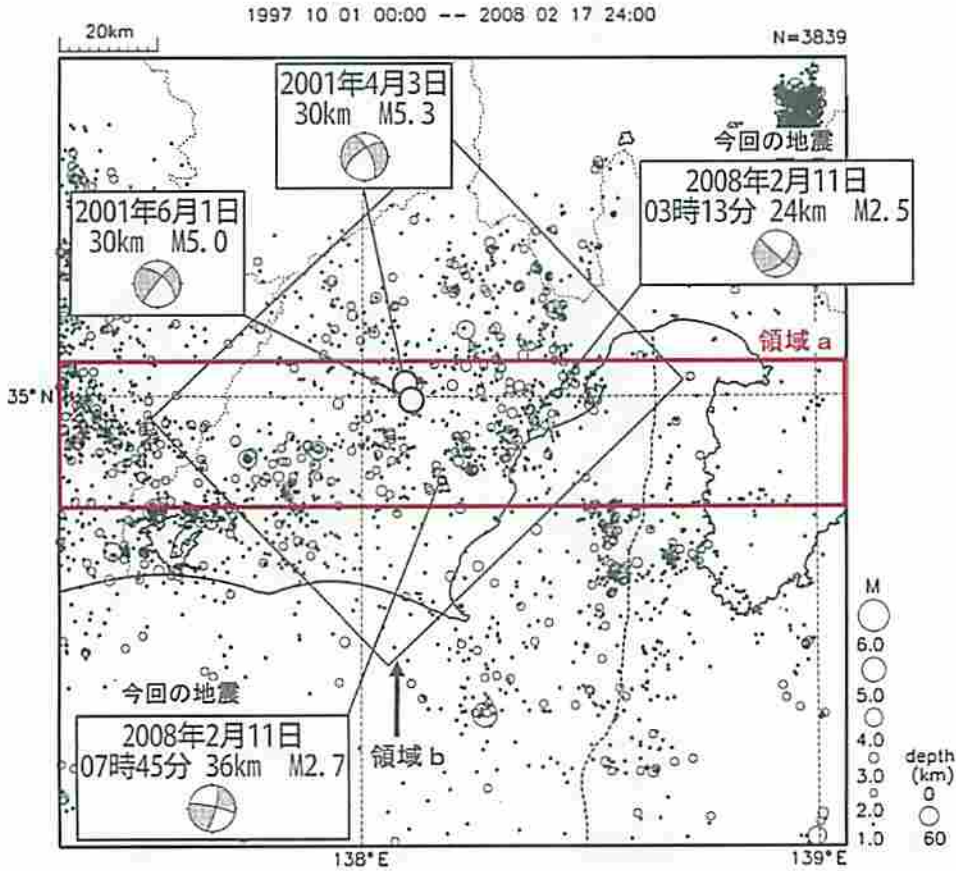 1997 10 01 00:00 -- 2008 02 17 24:00
20km
N=3839
2001年4月3日
30km M5.3
今回の地震
2008年2月11日
03時13分 24km M2.5
2001年6月1日
30km M5.0
領域a
35°N
今回の地震
2008年2月11日
07時45分 36km M2.7
領域b
M
6.0
5.0
4.0
3.0
2.0
1.0
depth
(km)
0
60
138°E
139°E